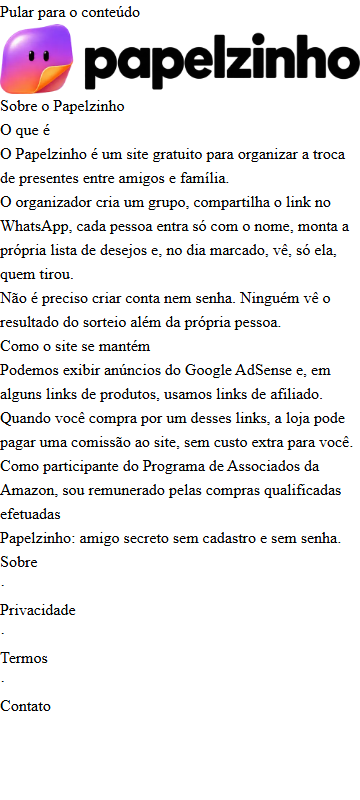 Pular para o conteúdo
papelzinho
Sobre o Papelzinho
O que é
O Papelzinho é um site gratuito para organizar a troca
de presentes entre amigos e família.
O organizador cria um grupo, compartilha o link no
WhatsApp, cada pessoa entra só com o nome, monta a
própria lista de desejos e, no dia marcado, vê, só ela,
quem tirou.
Não é preciso criar conta nem senha. Ninguém vê o
resultado do sorteio além da própria pessoa.
Como o site se mantém
Podemos exibir anúncios do Google AdSense e, em
alguns links de produtos, usamos links de afiliado.
Quando você compra por um desses links, a loja pode
pagar uma comissão ao site, sem custo extra para você.
Como participante do Programa de Associados da
Amazon, sou remunerado pelas compras qualificadas
efetuadas
Papelzinho: amigo secreto sem cadastro e sem senha.
Sobre
·
Privacidade
·
Termos
·
Contato